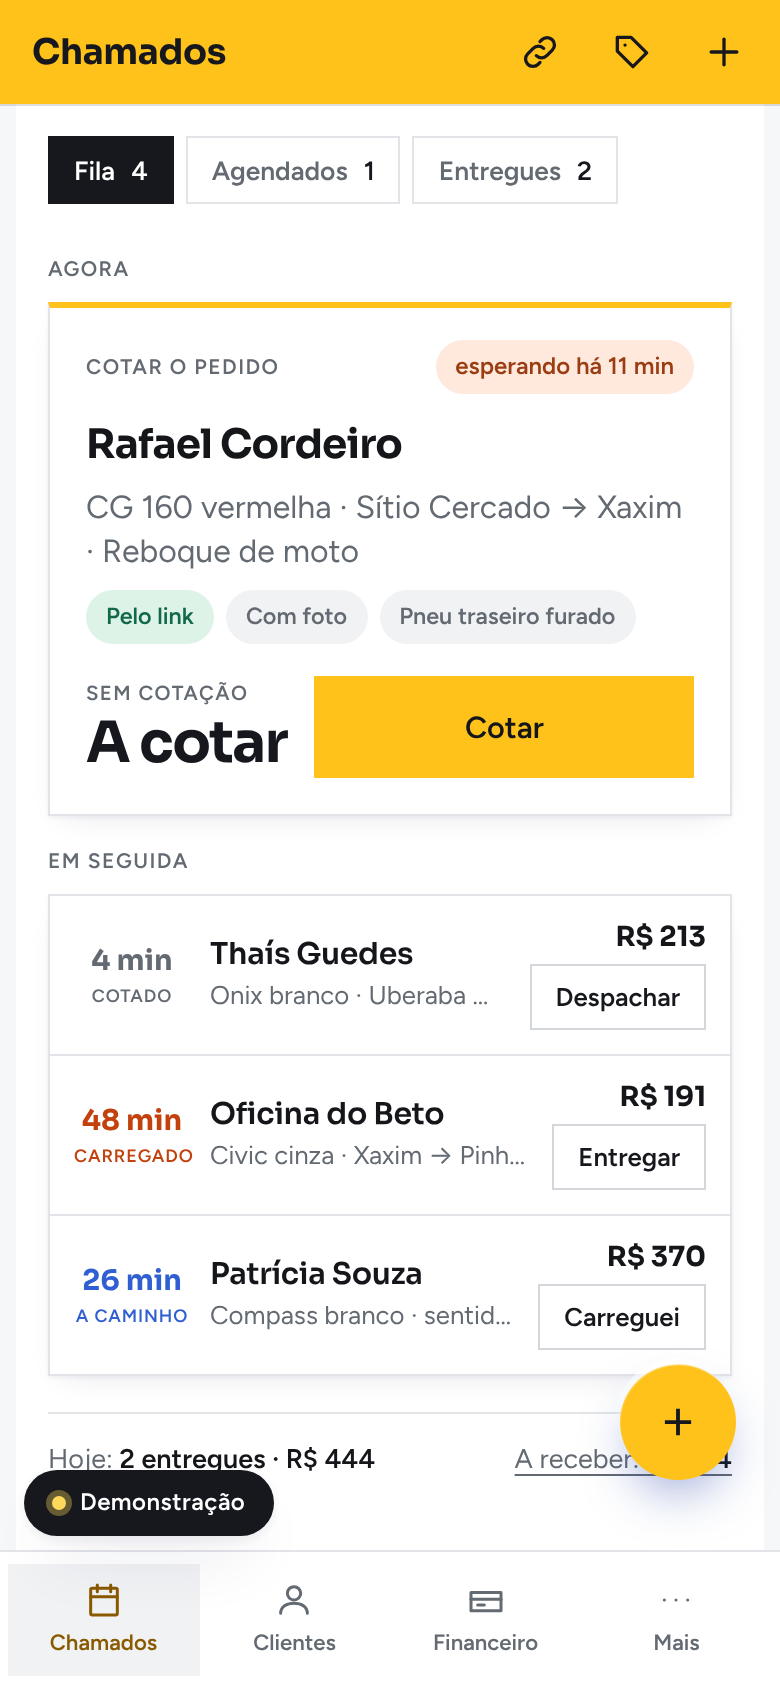 Chamados
Fila 4
Agendados 1
Entregues 2
AGORA
COTAR O PEDIDO
esperando há 11 min
Rafael Cordeiro
CG 160 vermelha · Sítio Cercado → Xaxim
· Reboque de moto
Pelo link
Com foto
Pneu traseiro furado
SEM COTAÇÃO
A cotar
Cotar
EM SEGUIDA
4 min
COTADO
Thaís Guedes
Onix branco · Uberaba ...
R$ 213
Despachar
48 min
CARREGADO
Oficina do Beto
Civic cinza · Xaxim → Pinh...
R$ 191
Entregar
26 min
A CAMINHO
Patrícia Souza
Compass branco · sentid...
R$ 370
Carreguei
Hoje: 2 entregues · R$ 444
A receber:
Demonstração
Chamados
Clientes
Financeiro
Mais